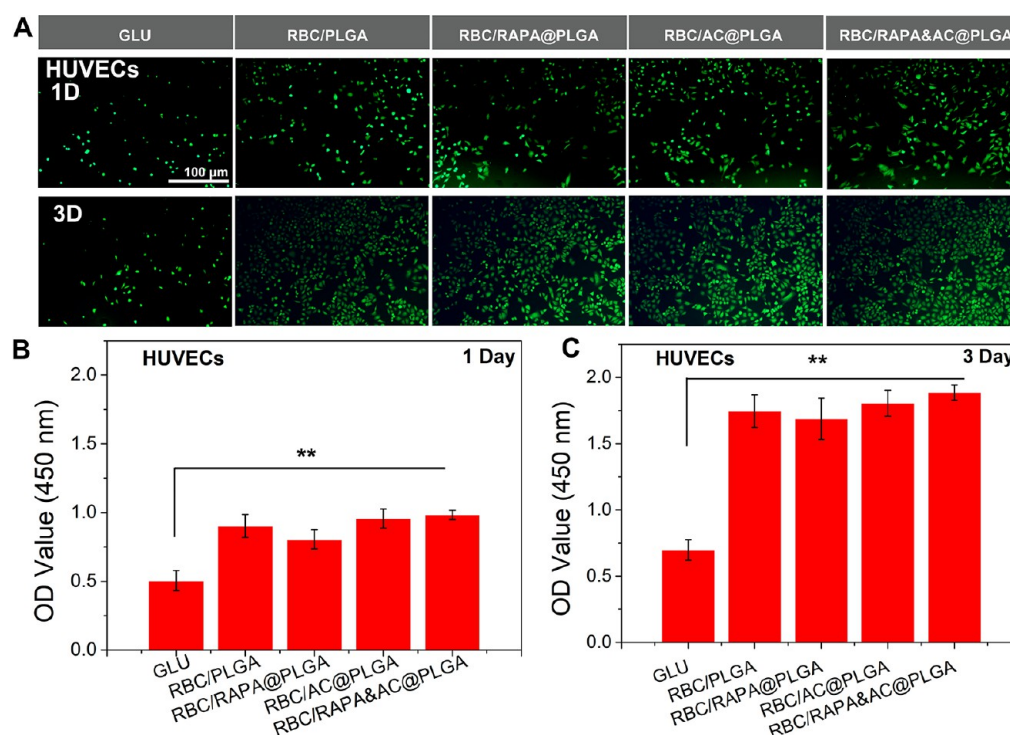 A
GLU
RBC/PLGA
RBC/RAPA@PLGA
RBC/AC@PLGA
RBC/RAPA&AC@PLGA
HUVECs
1D
100 µm
3D
B
HUVECs
1 Day
**
OD Value (450 nm)
2.0
1.5
1.0
0.5
0.0
GLU
RBC/PLGA
RBC/RAPA@PLGA
RBC/AC@PLGA
RBC/RAPA&AC@PLGA
C
HUVECs
3 Day
**
OD Value (450 nm)
2.0
1.5
1.0
0.5
0.0
GLU
RBC/PLGA
RBC/RAPA@PLGA
RBC/AC@PLGA
RBC/RAPA&AC@PLGA